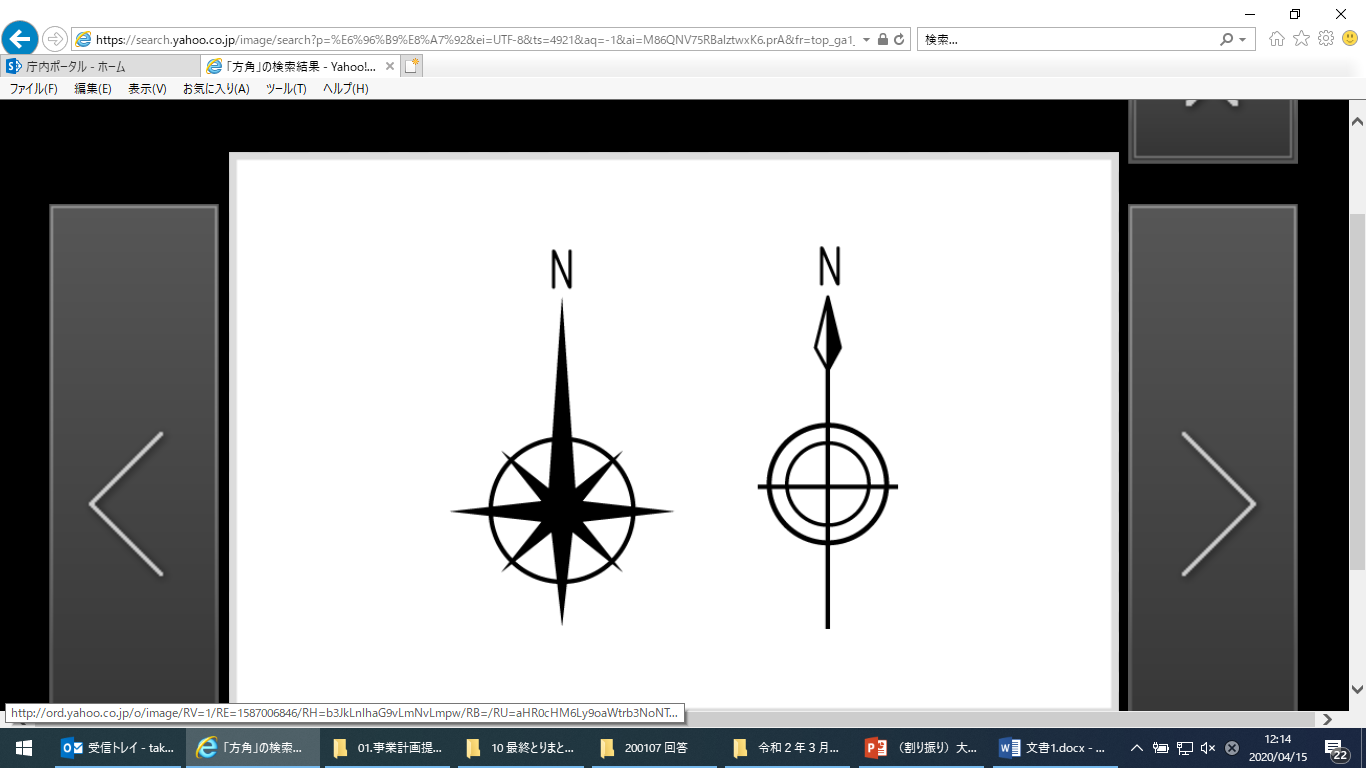 https://search.yahoo.co.jp/image/search?p=%E6%96%B9%E8%A7%92&ei=UTF-8&ts=4921&aq=-1&ai=M86QNV75RBalztwxK6.prA&fr=top_ga1_
検索...
庁内ポータル - ホーム
「方角」の検索結果 - Yahoo!...
ファイル(F) 編集(E) 表示(V) お気に入り(A) ツール(T) ヘルプ(H)
N
N
http://ord.yahoo.co.jp/o/image/RV=1/RE=1587006846/RH=b3JkLnlhaG9vLmNvLmpw/RB=/RU=aHR0cHM6Ly9oaWtrb3NoNT...
受信トレイ - tak...
「方角」の検索...
01.事業計画提...
10 最終とりまと...
200107 回答
令和２年３月...
（割り振り）大...
文書1.docx - ...
12:14
2020/04/15
22